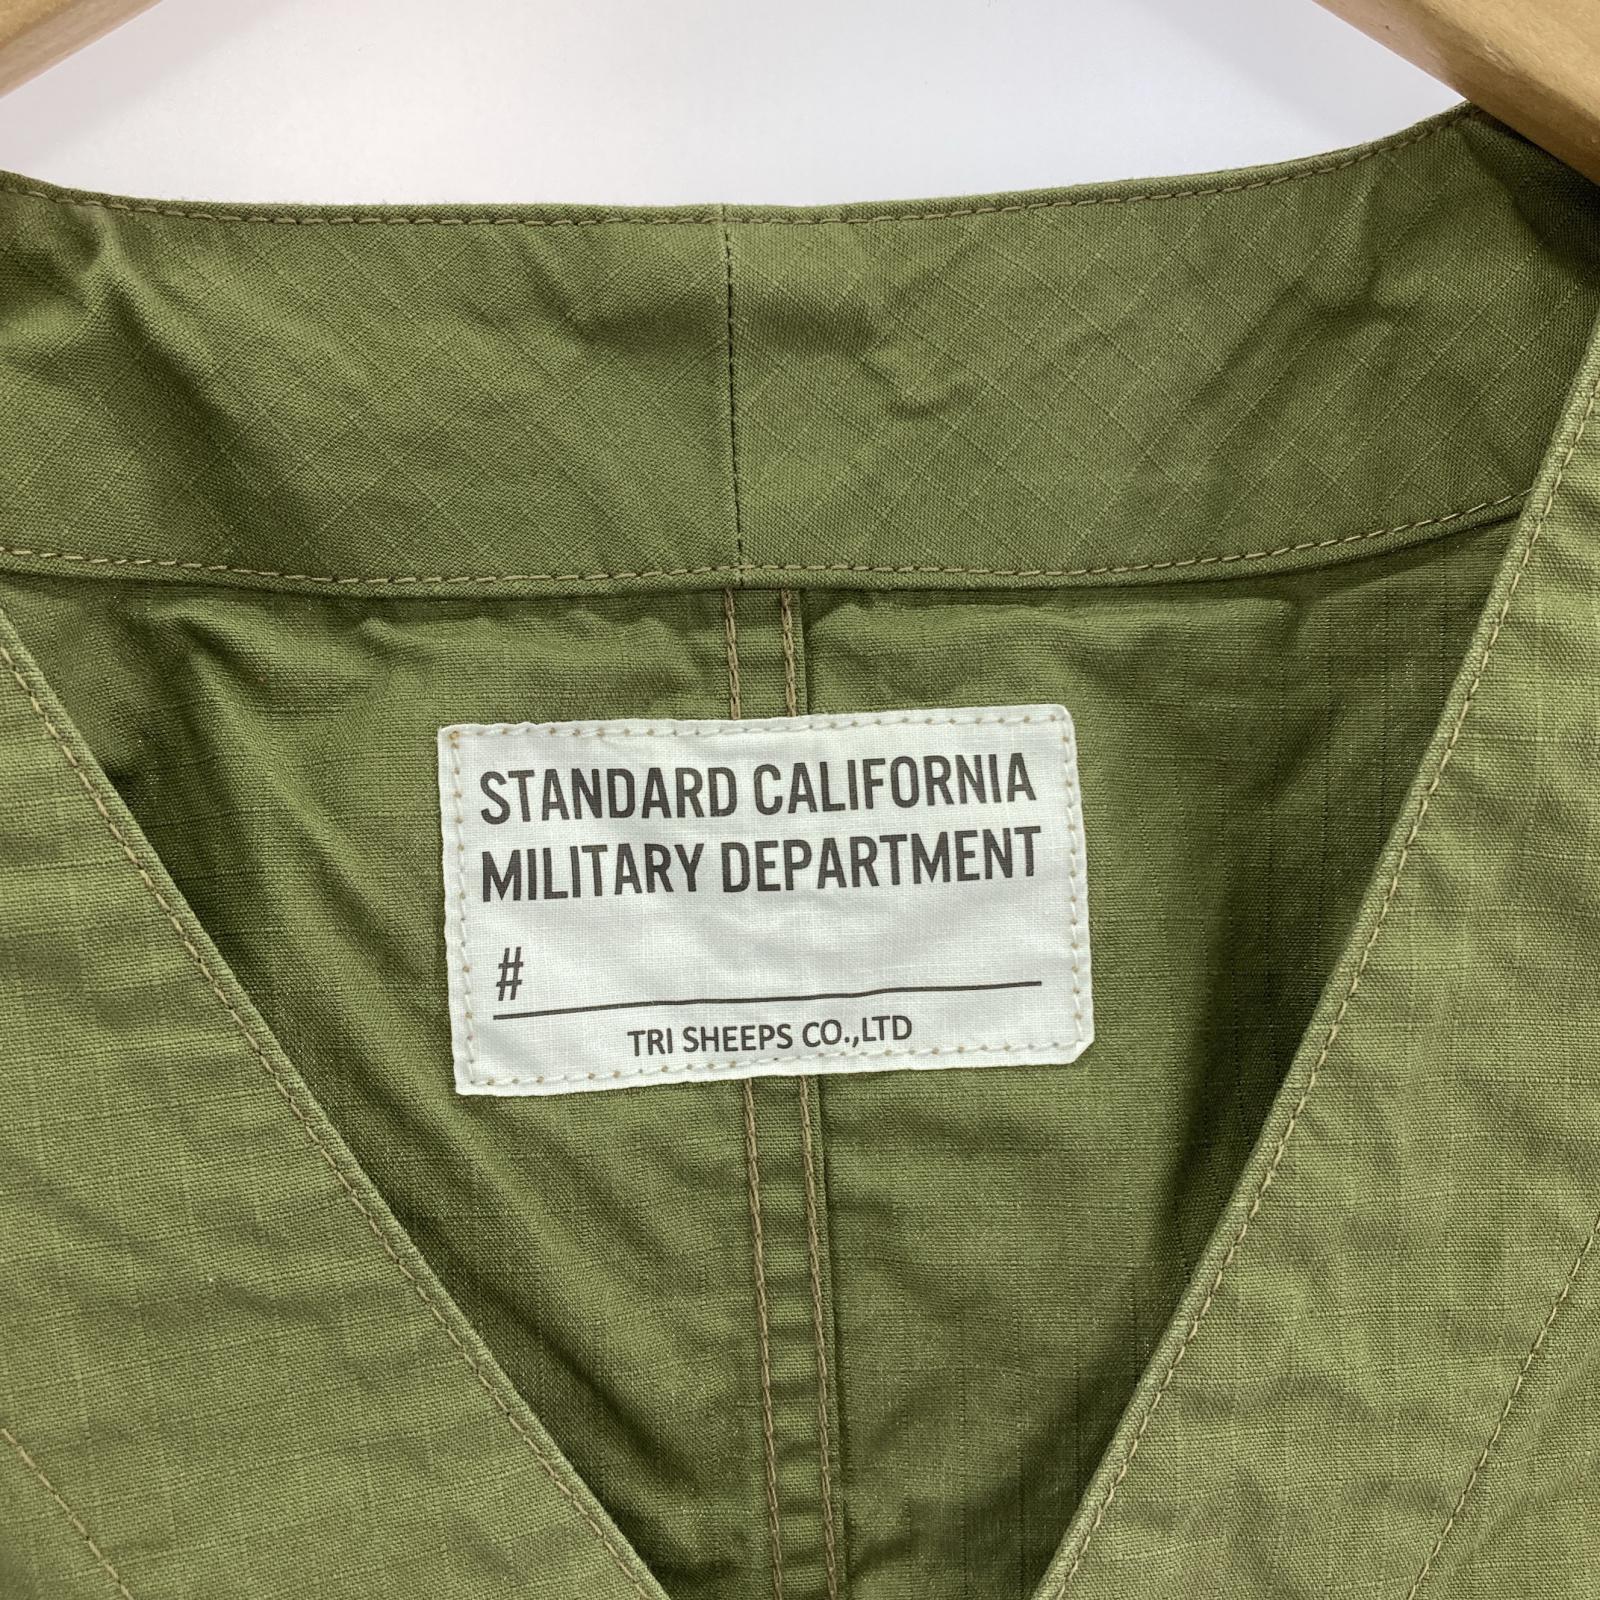 STANDARD CALIFORNIA
MILITARY DEPARTMENT
#
TRI SHEEPS CO.,LTD